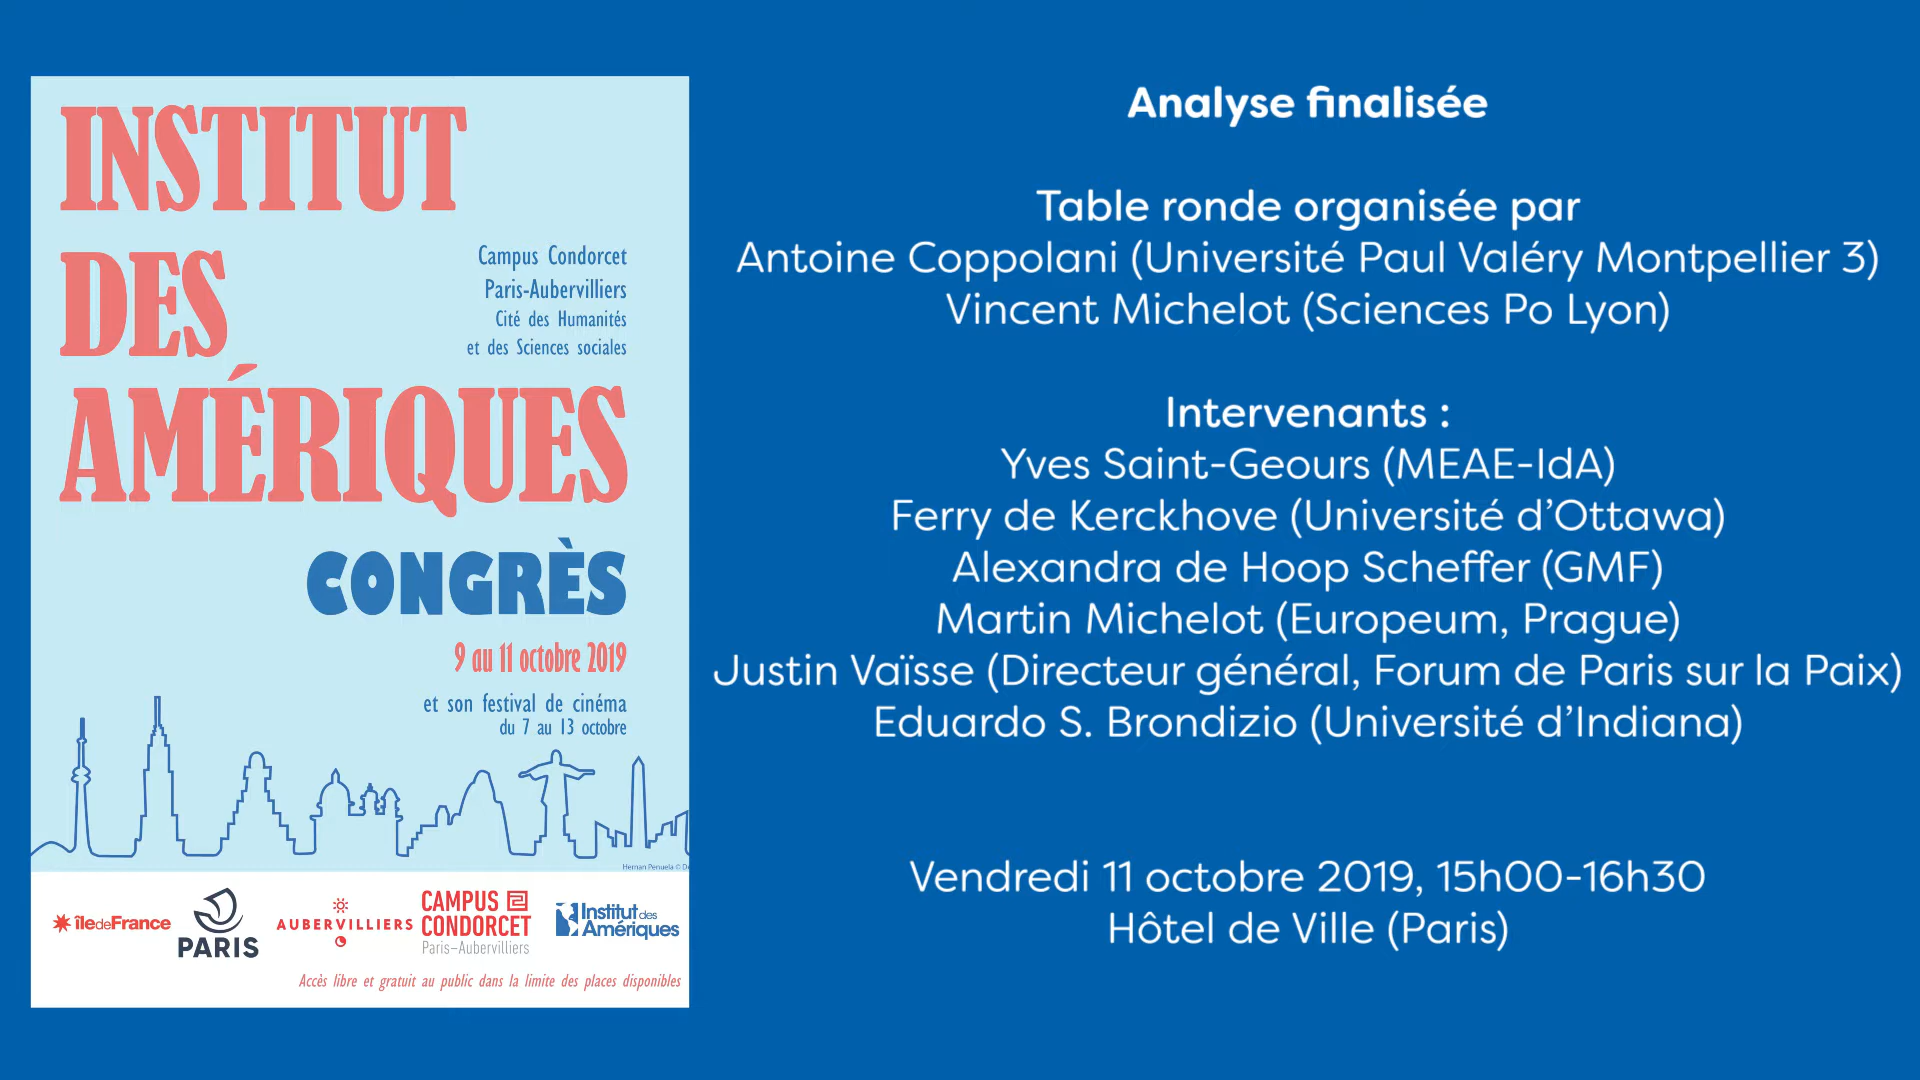 INSTITUT
DES
AMÉRIQUES
Campus Condorcet
Paris-Aubervilliers
Cité des Humanités
et des Sciences sociales
CONGRÈS
9 au 11 octobre 2019
et son festival de cinéma
du 7 au 13 octobre
Hernan Penuela ©
îledeFrance
PARIS
AUBERVILLIERS
CAMPUS
CONDORCET
Paris–Aubervilliers
Institut des
Amériques
Accès libre et gratuit au public dans la limite des places disponibles
Analyse finalisée
Table ronde organisée par
Antoine Coppolani (Université Paul Valéry Montpellier 3)
Vincent Michelot (Sciences Po Lyon)
Intervenants :
Yves Saint-Geours (MEAE-IdA)
Ferry de Kerckhove (Université d’Ottawa)
Alexandra de Hoop Scheffer (GMF)
Martin Michelot (Europeum, Prague)
Justin Vaïsse (Directeur général, Forum de Paris sur la Paix)
Eduardo S. Brondizio (Université d’Indiana)
Vendredi 11 octobre 2019, 15h00-16h30
Hôtel de Ville (Paris)